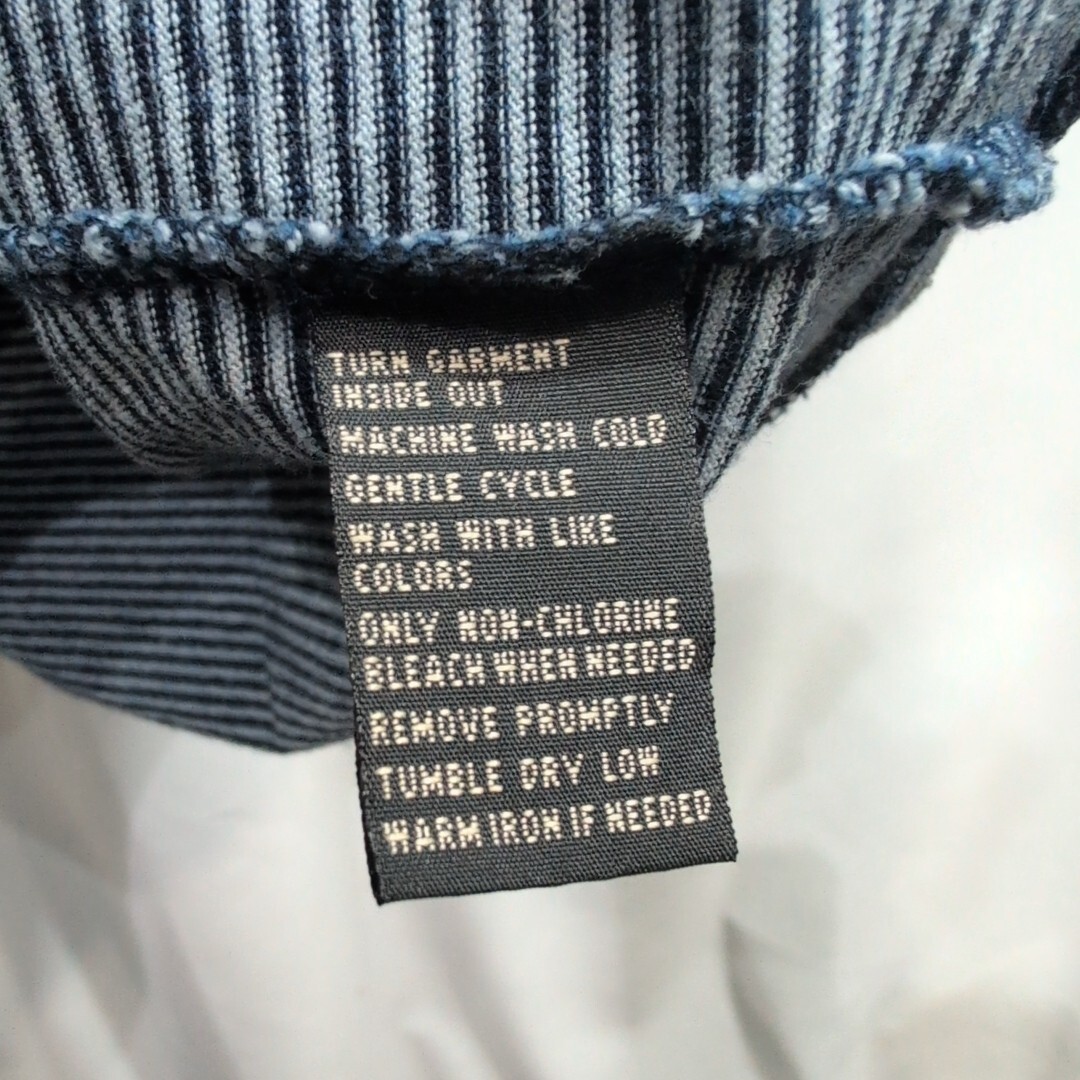 TURN GARMENT
INSIDE OUT
MACHINE WASH COLD
GENTLE CYCLE
WASH WITH LIKE
COLORS
ONLY NON-CHLORINE
BLEACH WHEN NEEDED
REMOVE PROMPTLY
TUMBLE DRY LOW
WARM IRON IF NEEDED